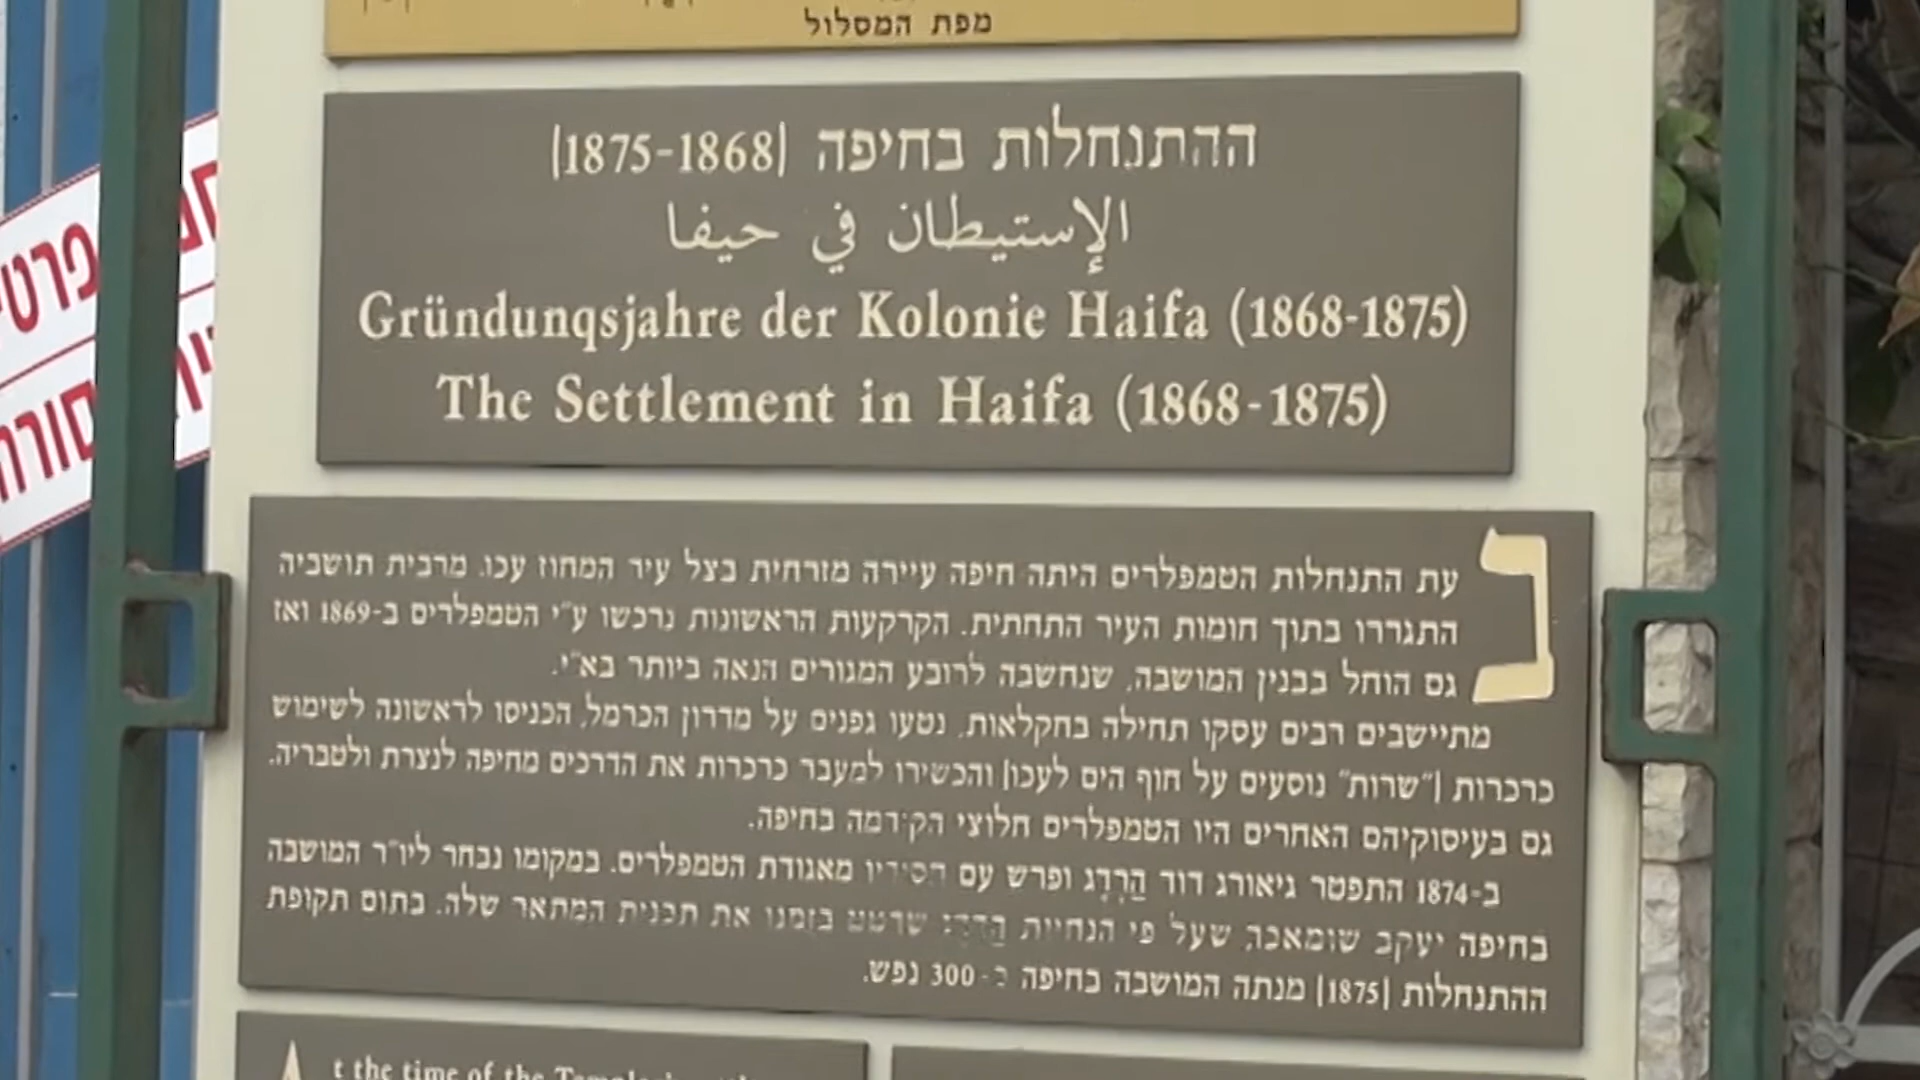 מפת המסלול
ההתנחלות בחיפה (1868-1875)
الإستيطان في حيفا
Gründungsjahre der Kolonie Haifa (1868-1875)
The Settlement in Haifa (1868-1875)
בעת התנחלות הטמפלרים היתה חיפה עיירה מזרחית בצל עיר המחוז עכו. מרבית תושביה
התגררו בתוך חומות העיר התחתית. הקרקעות הראשונות נרכשו ע"י הטמפלרים ב-1869 ואז
גם הוחל בבנין המושבה, שנחשבה לרובע המגורים הנאה ביותר בא"י.
מתיישבים רבים עסקו תחילה בחקלאות, נטעו גפנים על מדרון הכרמל, הכניסו לראשונה לשימוש
כרכרות ("שרות" נוסעים על חוף הים לעכו) והכשירו למעבר כרכרות את הדרכים מחיפה לנצרת ולטבריה.
גם בעיסוקיהם האחרים היו הטמפלרים חלוצי הקידמה בחיפה.
ב-1874 התפטר גיאורג דוד הַרְדֶג ופרש עם חסידיו מאגודת הטמפלרים. במקומו נבחר ליו"ר המושבה
בחיפה יעקב שומאכר, שעל פי הנחיית שרטט בזמנו את תכנית המתאר שלה. בתום תקופת
ההתנחלות (1875) מנתה המושבה בחיפה כ-300 נפש.
t the time of the
פרטי
סורה